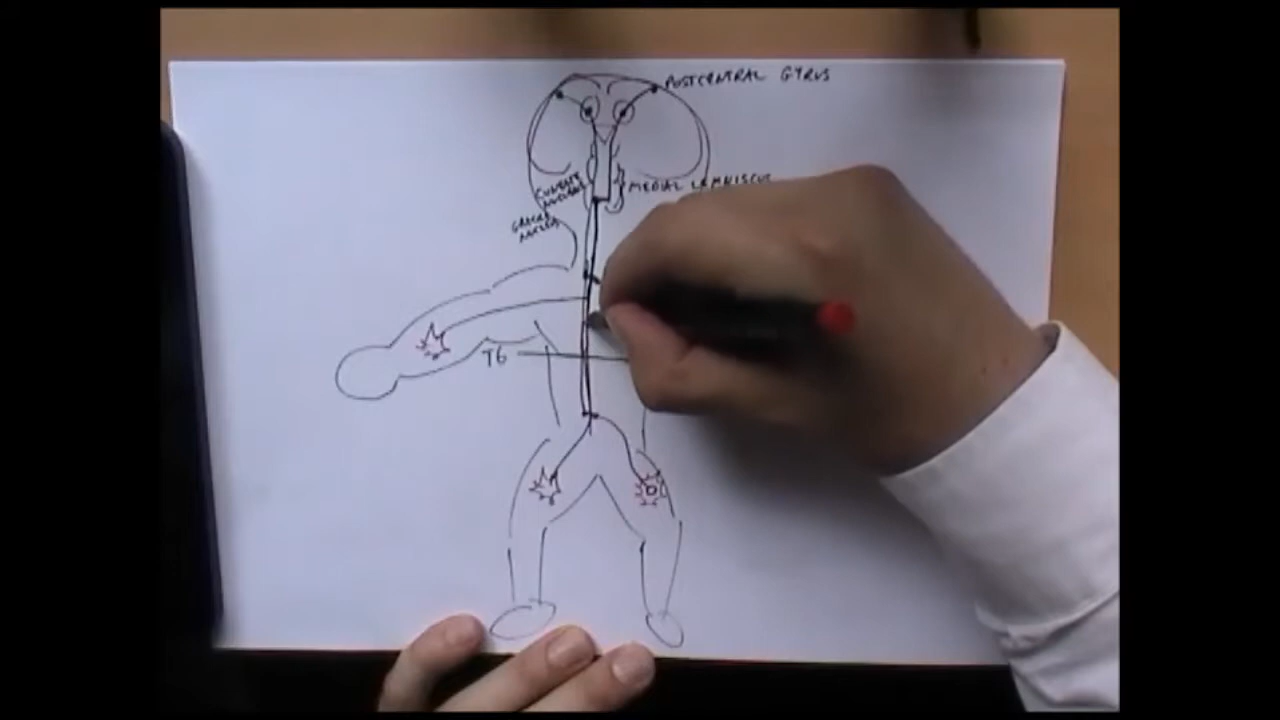 POSTCENTRAL GYRUS
CUNEATE
NUCLEUS
MEDIAL LEMNISCUS
GRACILE
NUCLEUS
T6